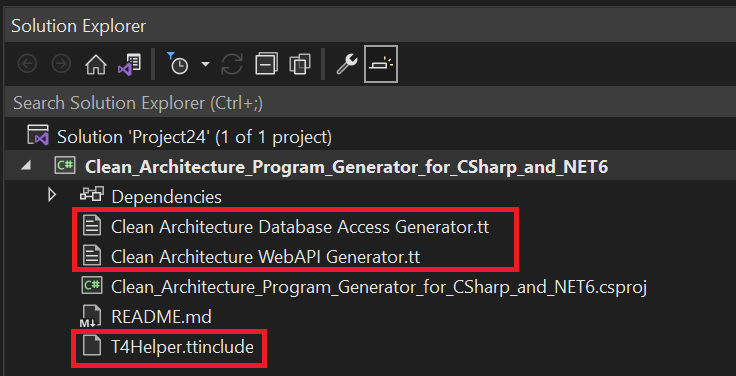 Solution Explorer
Search Solution Explorer (Ctrl+;)
Solution 'Project24' (1 of 1 project)
C# Clean_Architecture_Program_Generator_for_CSharp_and_NET6
Dependencies
Clean Architecture Database Access Generator.tt
Clean Architecture WebAPI Generator.tt
Clean_Architecture_Program_Generator_for_CSharp_and_NET6.csproj
M README.md
T4Helper.ttinclude